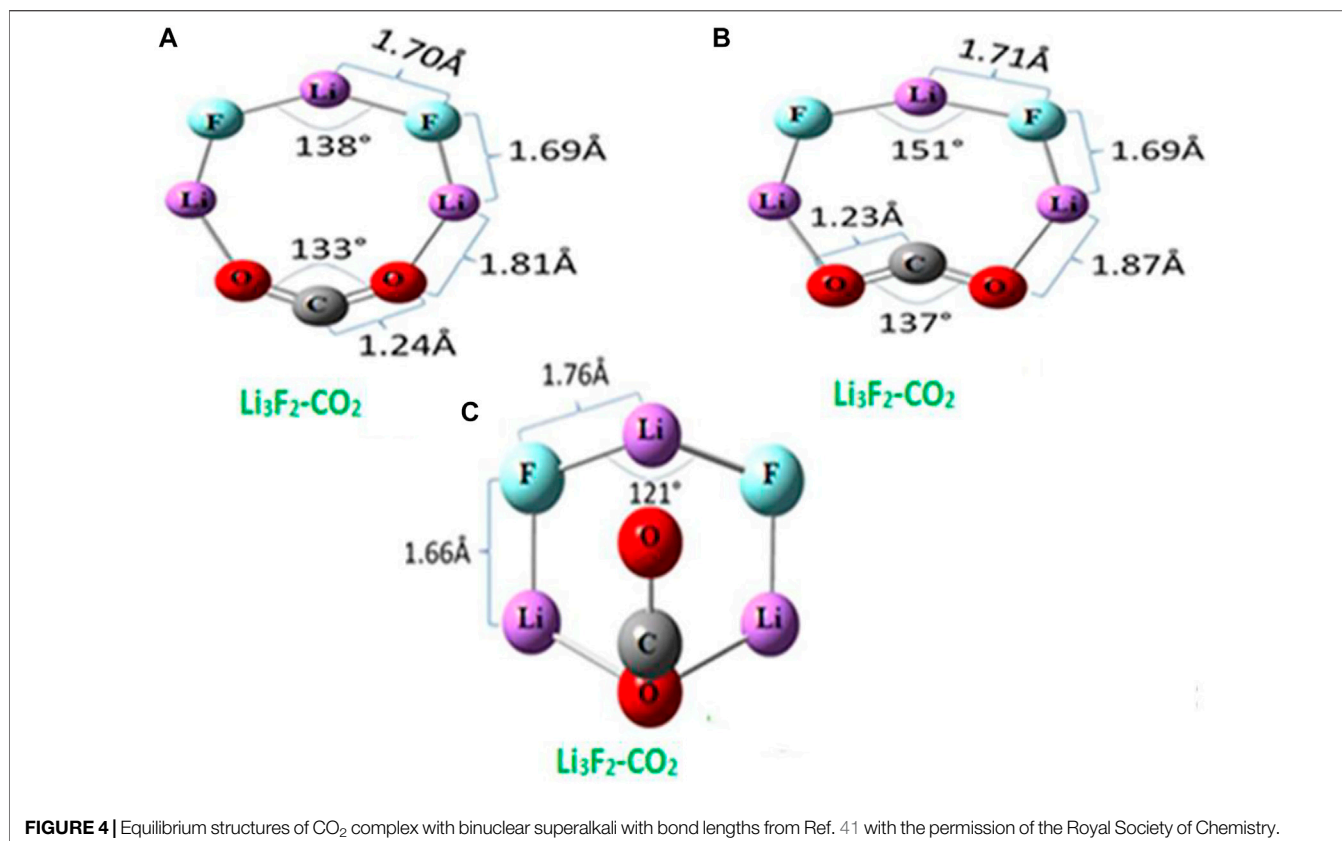 A
1.70Å
Li
F
F
138°
1.69Å
Li
Li
133°
O
O
C
1.81Å
1.24Å
Li₃F₂-CO₂
B
1.71Å
Li
F
F
151°
1.69Å
Li
Li
1.23Å
C
O
O
1.87Å
137°
Li₃F₂-CO₂
C
1.76Å
Li
F
F
121°
O
1.66Å
Li
Li
C
O
Li₃F₂-CO₂
FIGURE 4 | Equilibrium structures of CO₂ complex with binuclear superalkali with bond lengths from Ref. 41 with the permission of the Royal Society of Chemistry.